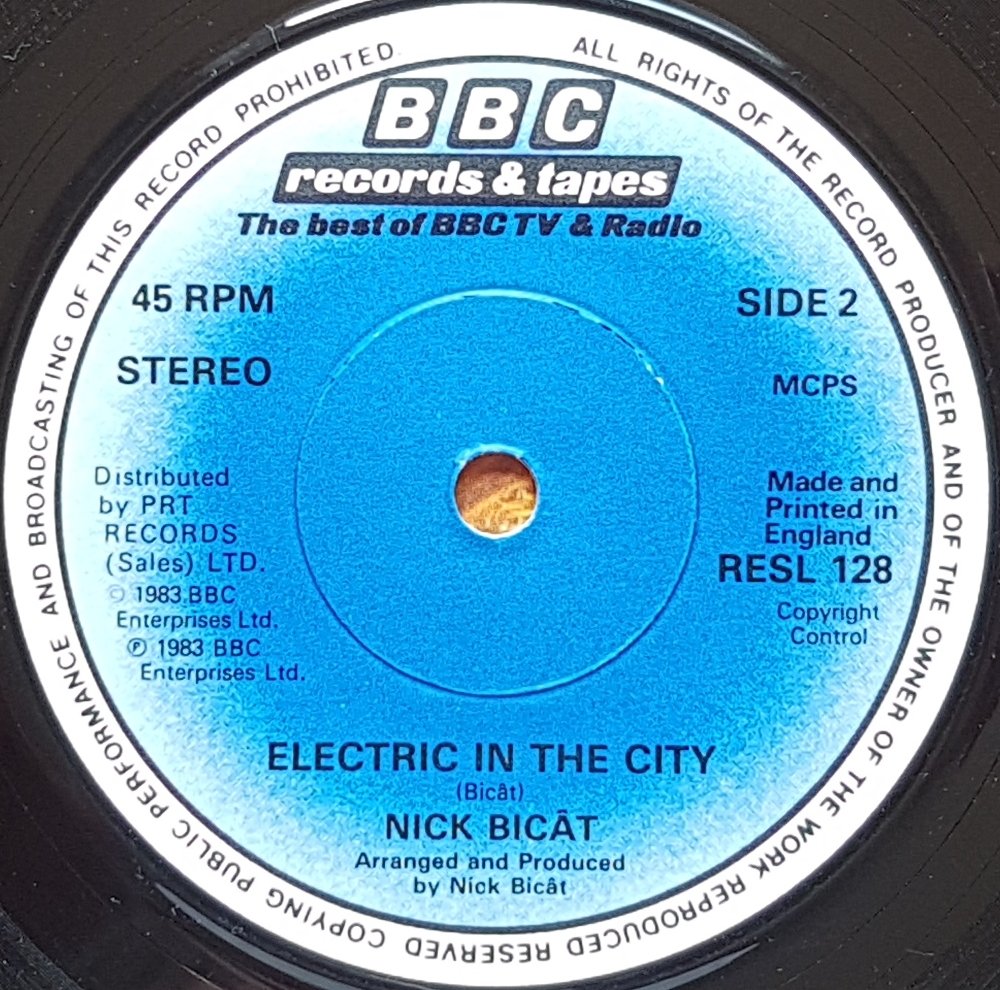 ALL RIGHTS OF THE RECORD PRODUCER AND OF THE OWNER OF THE WORK REPRODUCED RESERVED COPYING PUBLIC PERFORMANCE AND BROADCASTING OF THIS RECORD PROHIBITED.
BBC
records & tapes
The best of BBC TV & Radio
45 RPM
SIDE 2
STEREO
MCPS
Distributed
by PRT
RECORDS
(Sales) LTD.
© 1983 BBC
Enterprises Ltd.
℗ 1983 BBC
Enterprises Ltd.
Made and
Printed in
England
RESL 128
Copyright
Control
ELECTRIC IN THE CITY
(Bicât)
NICK BICÂT
Arranged and Produced
by Nick Bicât